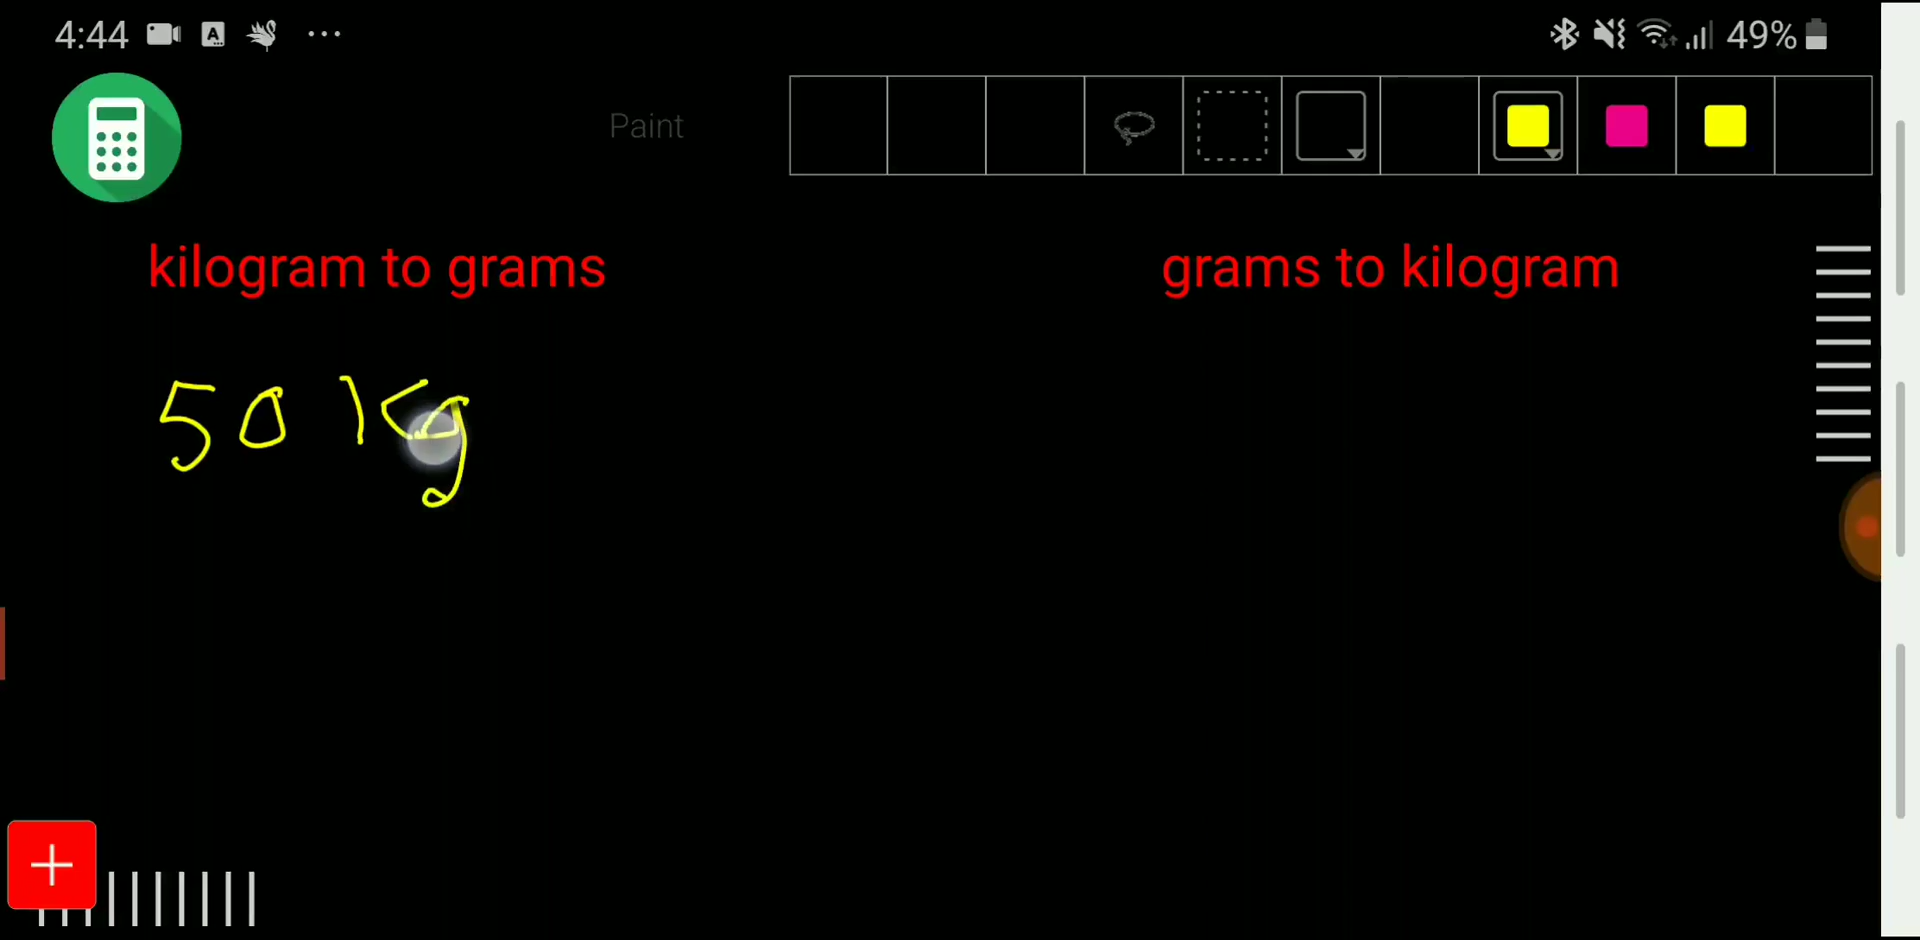 4:44 A 49%
Paint
kilogram to grams
grams to kilogram
50 kg